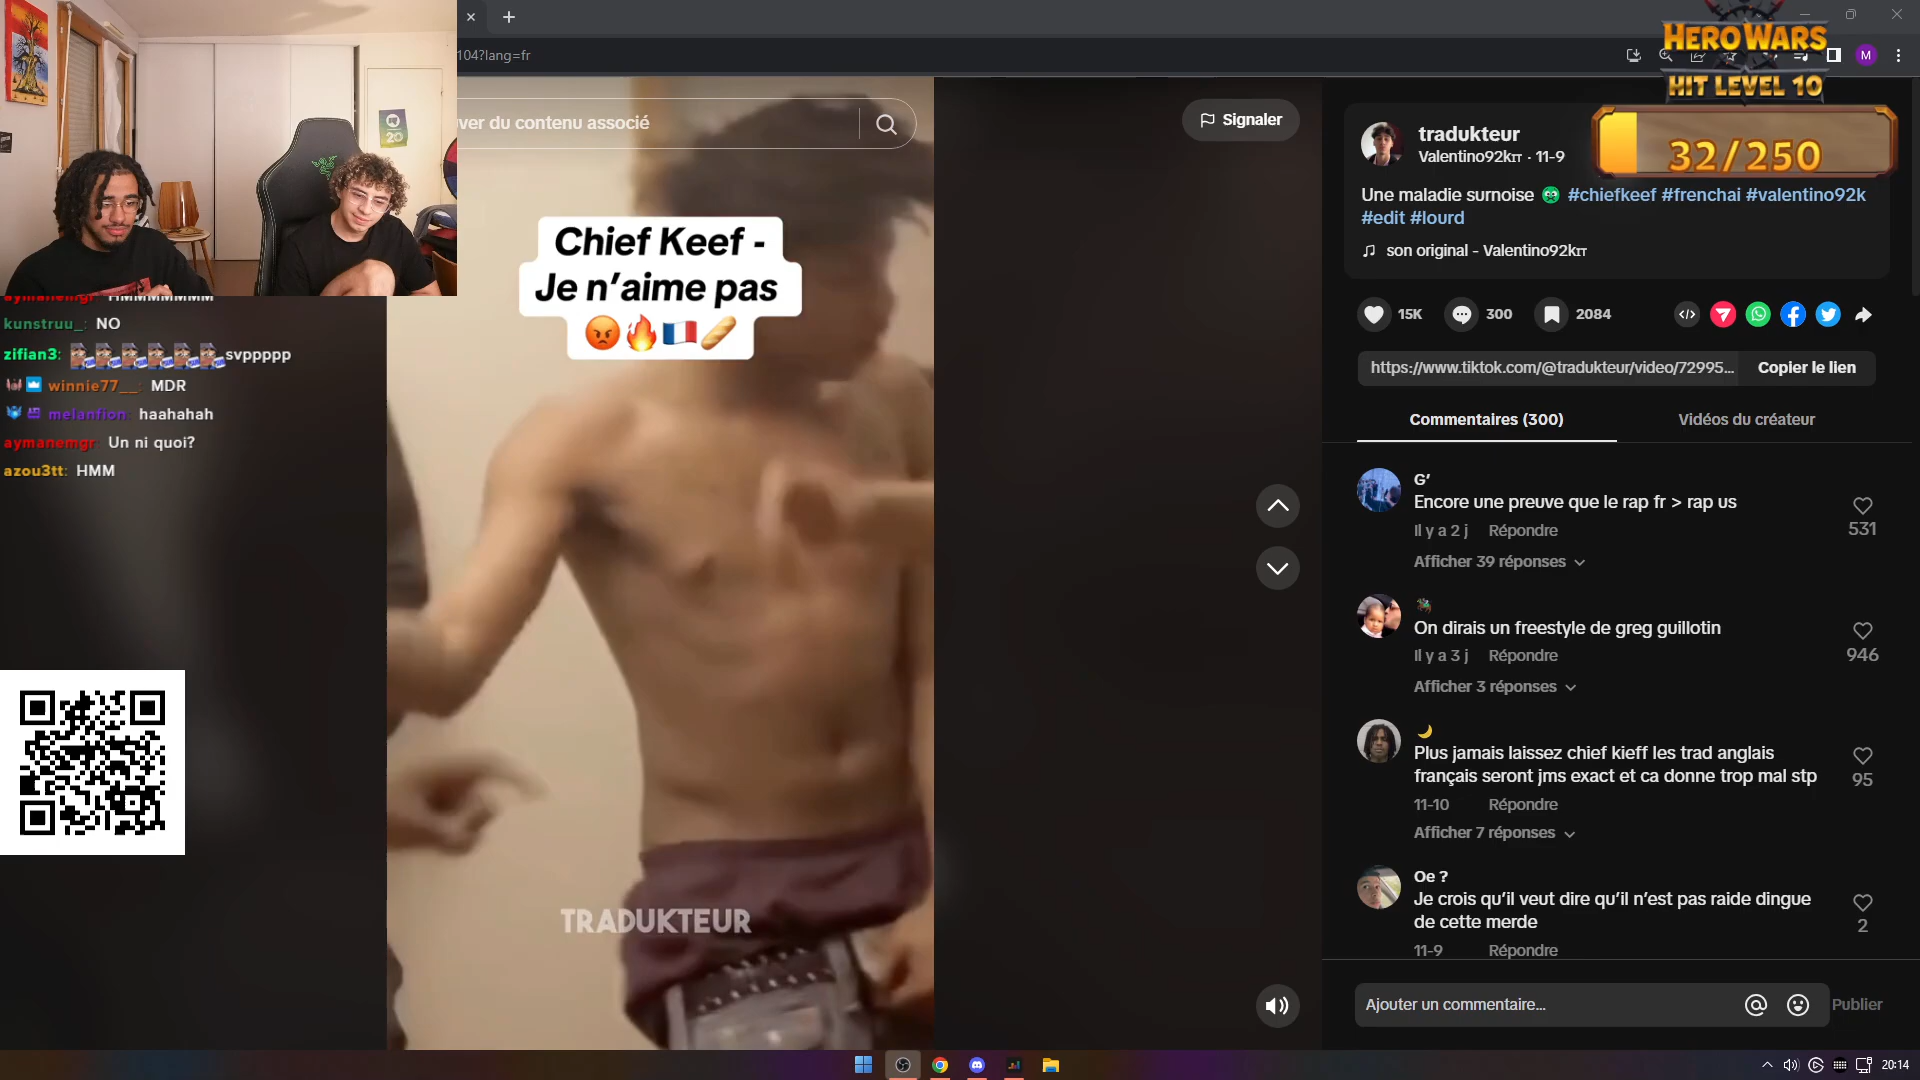 104?lang=fr
ver du contenu associé
Signaler
HERO WARS
HIT LEVEL 10
32/250
M
tradukteur
Valentino92kıт · 11-9
Une maladie surnoise #chiefkeef #frenchai #valentino92k
#edit #lourd
son original - Valentino92kıт
15K
300
2084
https://www.tiktok.com/@tradukteur/video/72995...
Copier le lien
Commentaires (300)
Vidéos du créateur
Chief Keef -
Je n'aime pas
aymanemgr: HMMMMMMMM
kunstruu_: NO
zifian3: svppppp
winnie77__: MDR
melanfion: haahahah
aymanemgr: Un ni quoi?
azou3tt: HMM
20
TRADUKTEUR
G'
Encore une preuve que le rap fr > rap us
531
Il y a 2 j Répondre
Afficher 39 réponses
On dirais un freestyle de greg guillotin
946
Il y a 3 j Répondre
Afficher 3 réponses
Plus jamais laissez chief kieff les trad anglais
français seront jms exact et ca donne trop mal stp
95
11-10 Répondre
Afficher 7 réponses
Oe ?
Je crois qu'il veut dire qu'il n'est pas raide dingue
de cette merde
2
11-9 Répondre
Ajouter un commentaire...
Publier
20:14